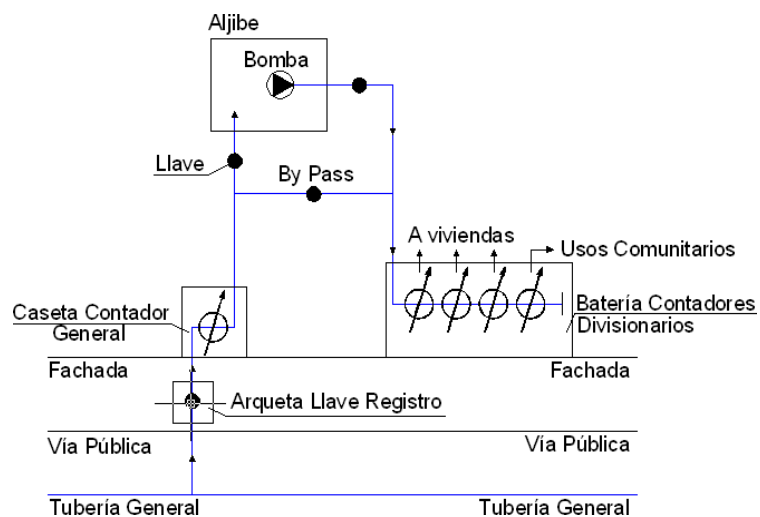 Aljibe
Bomba
Llave
By Pass
A viviendas
Usos Comunitarios
Caseta Contador
General
Batería Contadores
Divisionarios
Fachada
Fachada
Arqueta Llave Registro
Vía Pública
Vía Pública
Tubería General
Tubería General